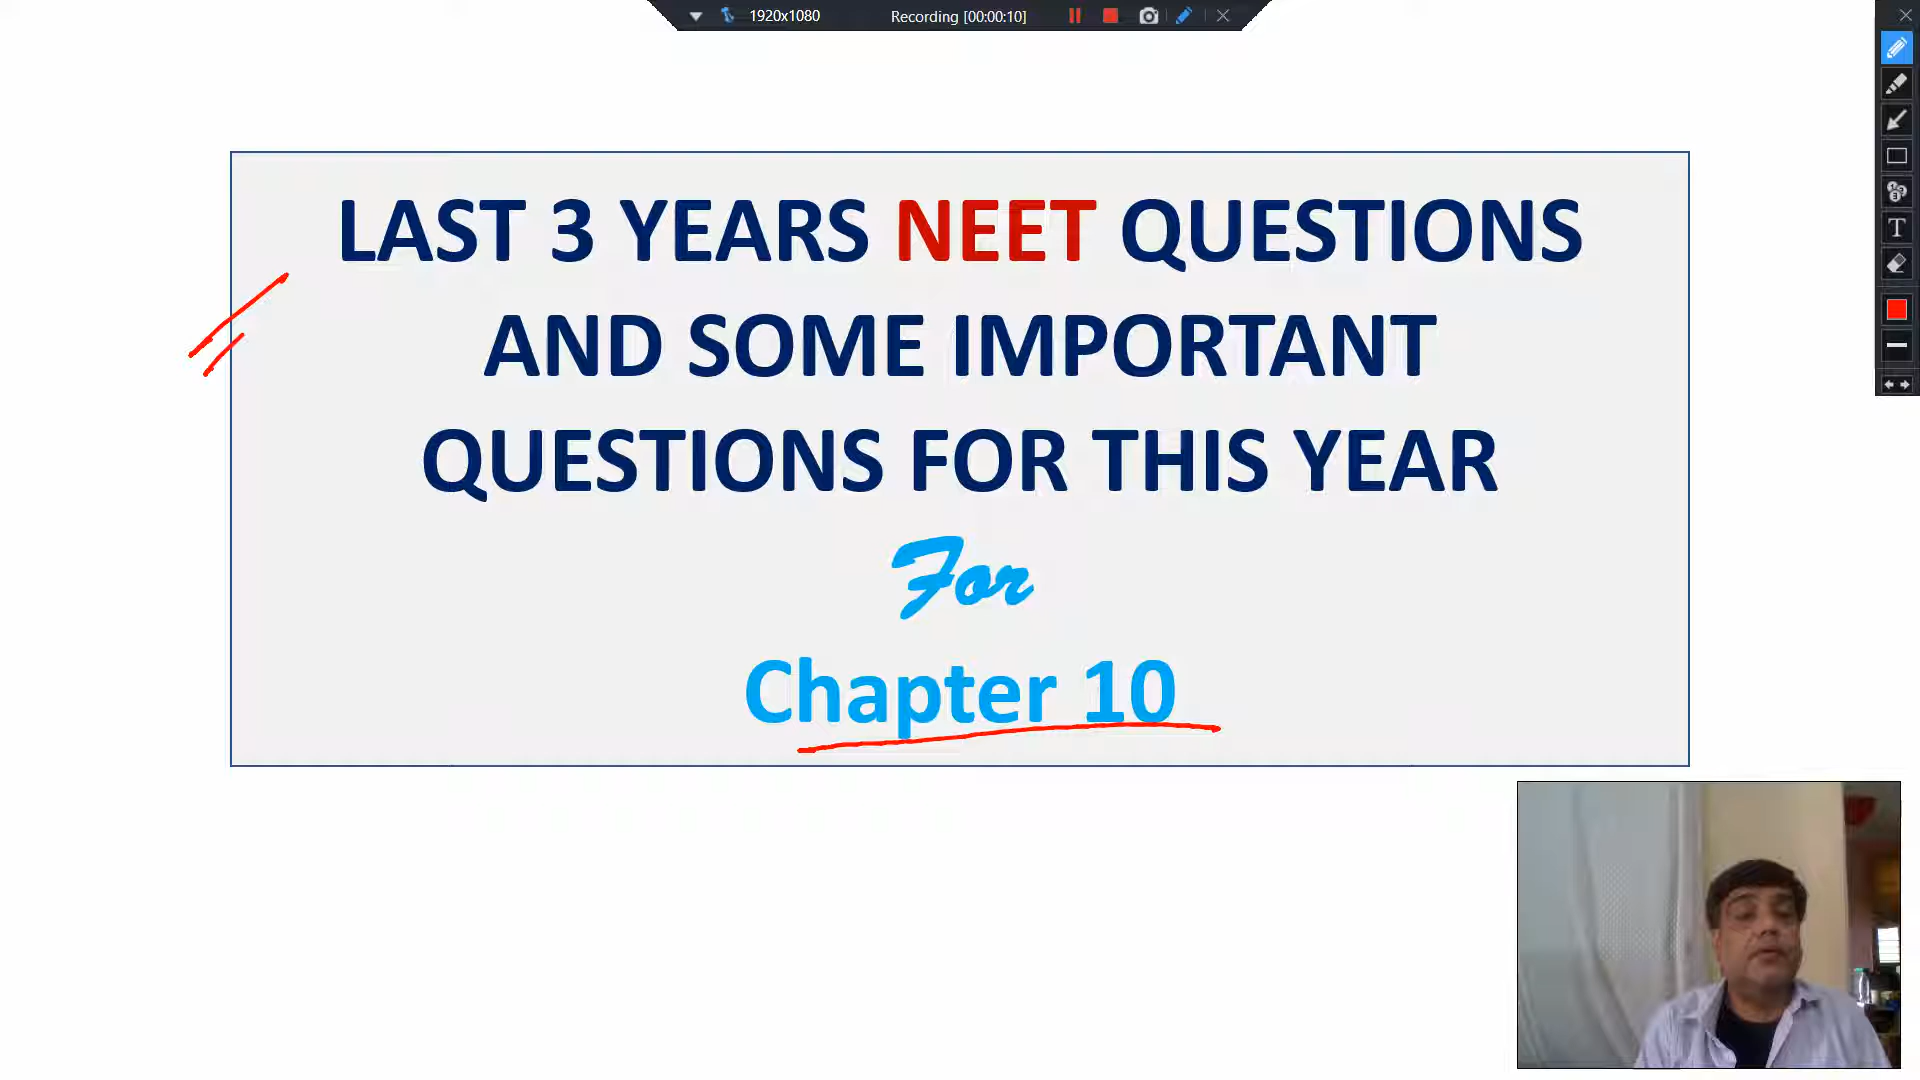 1920x1080
Recording [00:00:10]
LAST 3 YEARS NEET QUESTIONS
AND SOME IMPORTANT
QUESTIONS FOR THIS YEAR
For
Chapter 10